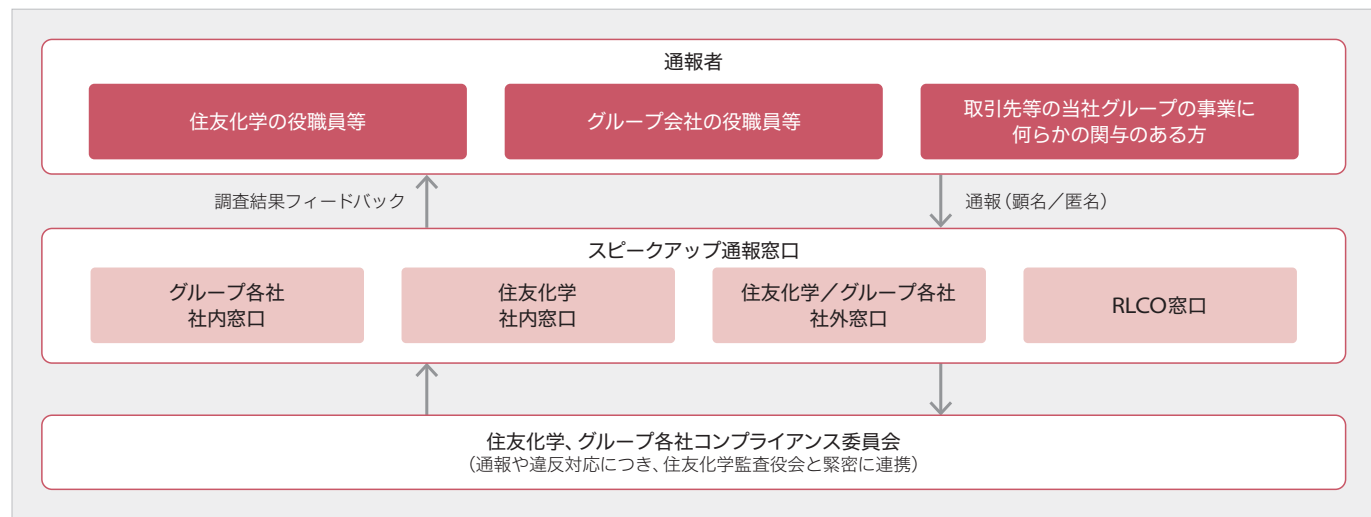 通報者
住友化学の役職員等
グループ会社の役職員等
取引先等の当社グループの事業に
何らかの関与のある方
調査結果フィードバック
通報（顕名／匿名）
スピークアップ通報窓口
グループ各社
社内窓口
住友化学
社内窓口
住友化学／グループ各社
社外窓口
RLCO窓口
住友化学、グループ各社コンプライアンス委員会
（通報や違反対応につき、住友化学監査役会と緊密に連携）